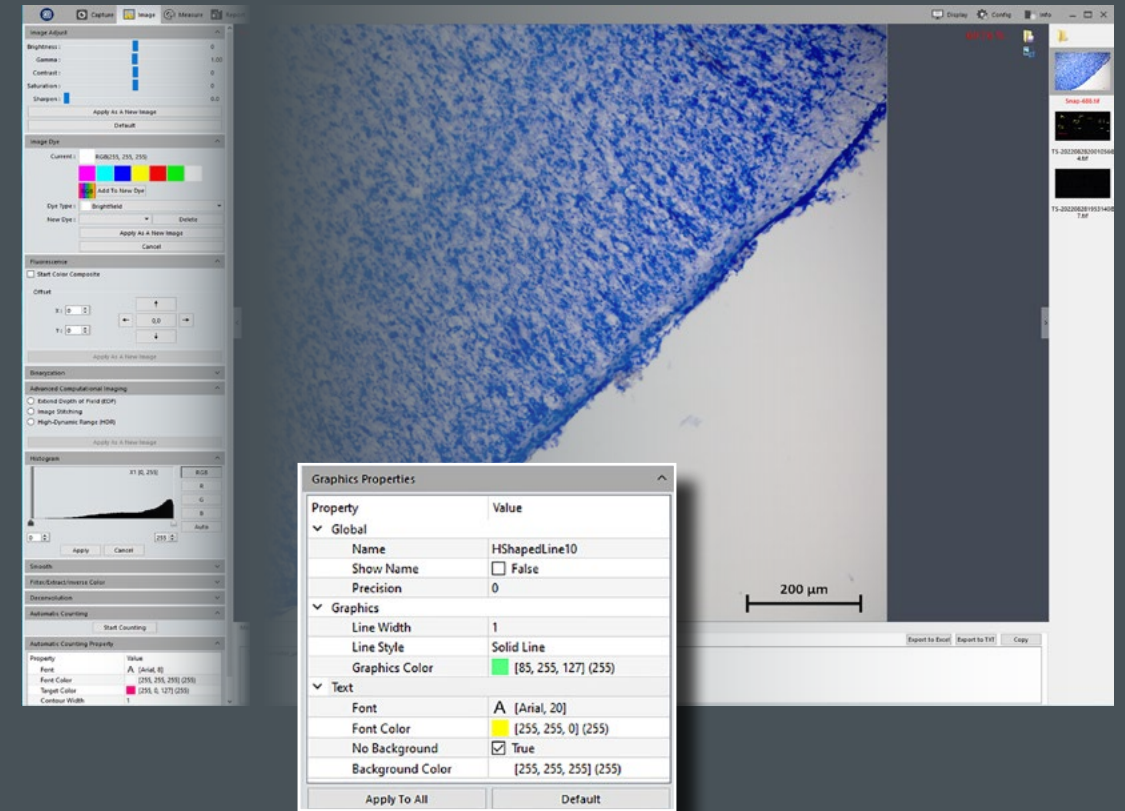 Capture Image Measure Report
Display Config Info
Image Adjust
Brightness : 0
Gamma : 1.00
Contrast : 0
Saturation : 0
Sharpen : 0.0
Apply As A New Image
Default
Image Dye
Current : RGB(255, 255, 255)
RGB Add To New Dye
Dye Type : Brightfield
New Dye : Delete
Apply As A New Image
Cancel
Fluorescence
Start Color Composite
Offset
X : 0
0,0
Y : 0
Apply As A New Image
Binaryzation
Advanced Computational Imaging
Extend Depth of Field (EDF)
Image Stitching
High-Dynamic Range (HDR)
Apply As A New Image
Histogram
X1 [0, 255] RGB
R
G
B
Auto
0 255
Apply Cancel
Smooth
Filter/Extract/Inverse Color
Deconvolution
Automatic Counting
Start Counting
Automatic Counting Property
Property Value
Font A [Arial, 8]
Font Color [255, 255, 255] (255)
Target Color [255, 0, 127] (255)
Contour Width 1
Graphics Properties
Property Value
Global
Name HShapedLine10
Show Name False
Precision 0
Graphics
Line Width 1
Line Style Solid Line
Graphics Color [85, 255, 127] (255)
Text
Font A [Arial, 20]
Font Color [255, 255, 0] (255)
No Background True
Background Color [255, 255, 255] (255)
Apply To All Default
200 µm
Export to Excel Export to TXT Copy